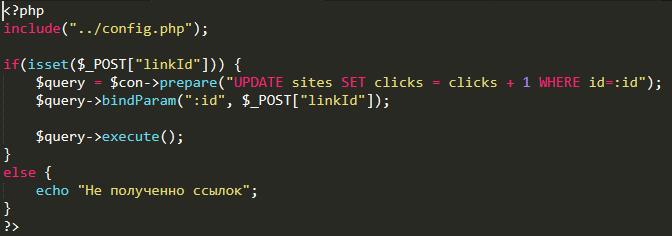 <?php
include("../config.php");
if(isset($_POST["linkId"])) {
$query = $con->prepare("UPDATE sites SET clicks = clicks + 1 WHERE id=:id");
$query->bindParam(":id", $_POST["linkId"]);
$query->execute();
}
else {
echo "Не полученно ссылок";
}
?>